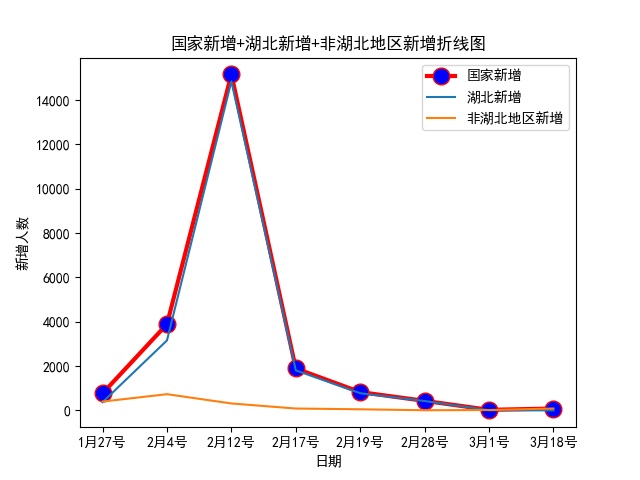 国家新增+湖北新增+非湖北地区新增折线图
国家新增
湖北新增
非湖北地区新增
新增人数
14000
12000
10000
8000
6000
4000
2000
0
1月27号 2月4号 2月12号 2月17号 2月19号 2月28号 3月1号 3月18号
日期